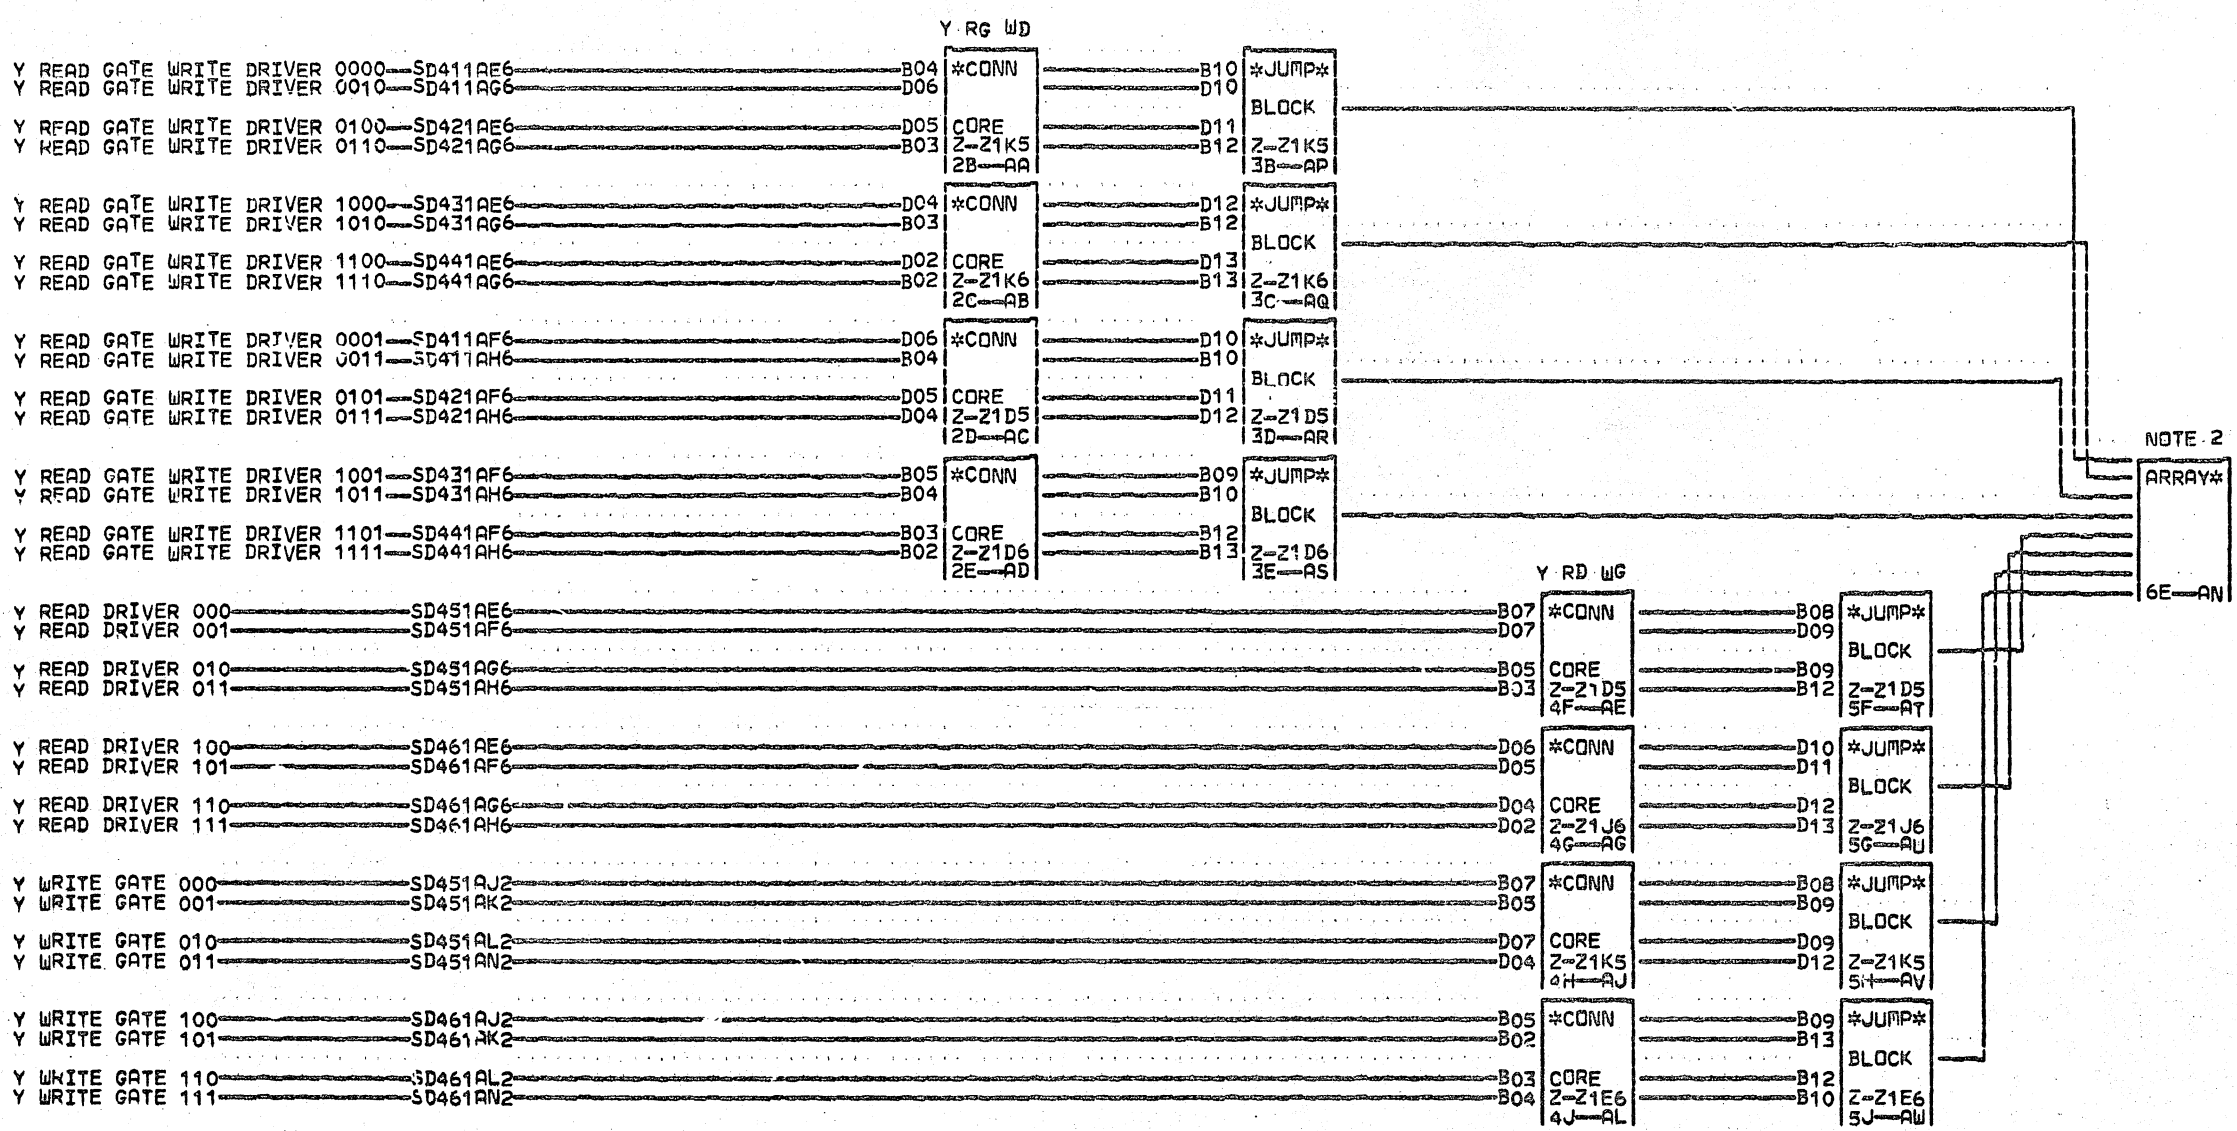 Y RG WD
Y READ GATE WRITE DRIVER 0000—SD411AE6 B04 *CONN B10 *JUMP*
Y READ GATE WRITE DRIVER 0010—SD411AG6 D06 D10
BLOCK
Y READ GATE WRITE DRIVER 0100—SD421AE6 D05 CORE D11
Y READ GATE WRITE DRIVER 0110—SD421AG6 B03 Z-Z1K5 B12 Z-Z1K5
2B—AA 3B—AP
Y READ GATE WRITE DRIVER 1000—SD431AE6 D04 *CONN D12 *JUMP*
Y READ GATE WRITE DRIVER 1010—SD431AG6 B03 B12
BLOCK
Y READ GATE WRITE DRIVER 1100—SD441AE6 D02 CORE D13
Y READ GATE WRITE DRIVER 1110—SD441AG6 B02 Z-Z1K6 B13 Z-Z1K6
2C—AB 3C—AQ
Y READ GATE WRITE DRIVER 0001—SD411AF6 D06 *CONN D10 *JUMP*
Y READ GATE WRITE DRIVER 0011—SD411AH6 B04 B10
BLOCK
Y READ GATE WRITE DRIVER 0101—SD421AF6 D05 CORE D11
Y READ GATE WRITE DRIVER 0111—SD421AH6 D04 Z-Z1D5 D12 Z-Z1D5
2D—AC 3D—AR
NOTE 2
Y READ GATE WRITE DRIVER 1001—SD431AF6 B05 *CONN B09 *JUMP* ARRAY*
Y READ GATE WRITE DRIVER 1011—SD431AH6 B04 B10
BLOCK
Y READ GATE WRITE DRIVER 1101—SD441AF6 B03 CORE B12
Y READ GATE WRITE DRIVER 1111—SD441AH6 B02 Z-Z1D6 B13 Z-Z1D6
2E—AD 3E—AS
Y RD WG
6E—AN
Y READ DRIVER 000—SD451AE6 B07 *CONN B08 *JUMP*
Y READ DRIVER 001—SD451AF6 D07 D09
BLOCK
Y READ DRIVER 010—SD451AG6 B05 CORE B09
Y READ DRIVER 011—SD451AH6 B03 Z-Z1D5 B12 Z-Z1D5
4F—AE 5F—AT
Y READ DRIVER 100—SD461AE6 D06 *CONN D10 *JUMP*
Y READ DRIVER 101—SD461AF6 D05 D11
BLOCK
Y READ DRIVER 110—SD461AG6 D04 CORE D12
Y READ DRIVER 111—SD461AH6 D02 Z-Z1J6 D13 Z-Z1J6
4G—AG 5G—AU
Y WRITE GATE 000—SD451AJ2 B07 *CONN B08 *JUMP*
Y WRITE GATE 001—SD451AK2 B05 B09
BLOCK
Y WRITE GATE 010—SD451AL2 D07 CORE D09
Y WRITE GATE 011—SD451AN2 D04 Z-Z1K5 D12 Z-Z1K5
4H—AJ 5H—AV
Y WRITE GATE 100—SD461AJ2 B05 *CONN B09 *JUMP*
Y WRITE GATE 101—SD461AK2 B02 B13
BLOCK
Y WRITE GATE 110—SD461AL2 B03 CORE B12
Y WRITE GATE 111—SD461AN2 B04 Z-Z1E6 B10 Z-Z1E6
4J—AL 5J—AW